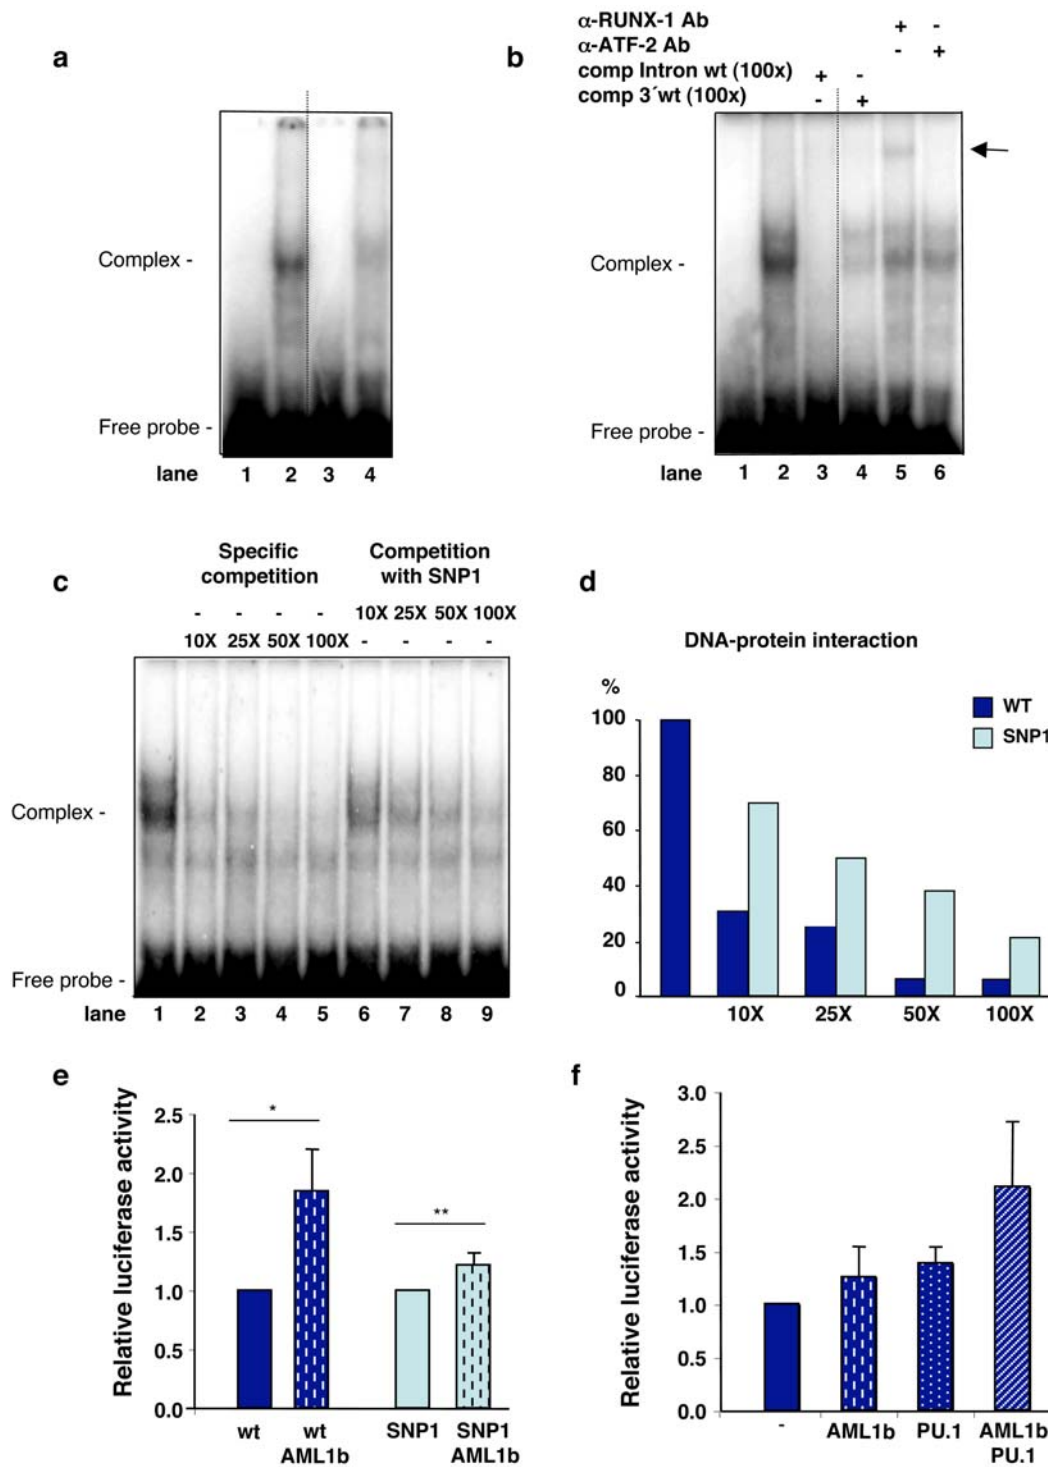 a
Complex -
Free probe -
lane 1 2 3 4
b
α-RUNX-1 Ab + -
α-ATF-2 Ab - +
comp Intron wt (100x) + -
comp 3´wt (100x) - +
Complex -
Free probe -
lane 1 2 3 4 5 6
c
Specific competition
Competition with SNP1
- - - - 10X 25X 50X 100X
10X 25X 50X 100X - - - -
Complex -
Free probe -
lane 1 2 3 4 5 6 7 8 9
d
DNA-protein interaction
%
100
80
60
40
20
0
WT
SNP1
10X 25X 50X 100X
e
Relative luciferase activity
2.5
2.0
1.5
1.0
0.5
0.0
* 
**
wt
wt AML1b
SNP1
SNP1 AML1b
f
Relative luciferase activity
3.0
2.5
2.0
1.5
1.0
0.5
0.0
- AML1b PU.1 AML1b
PU.1